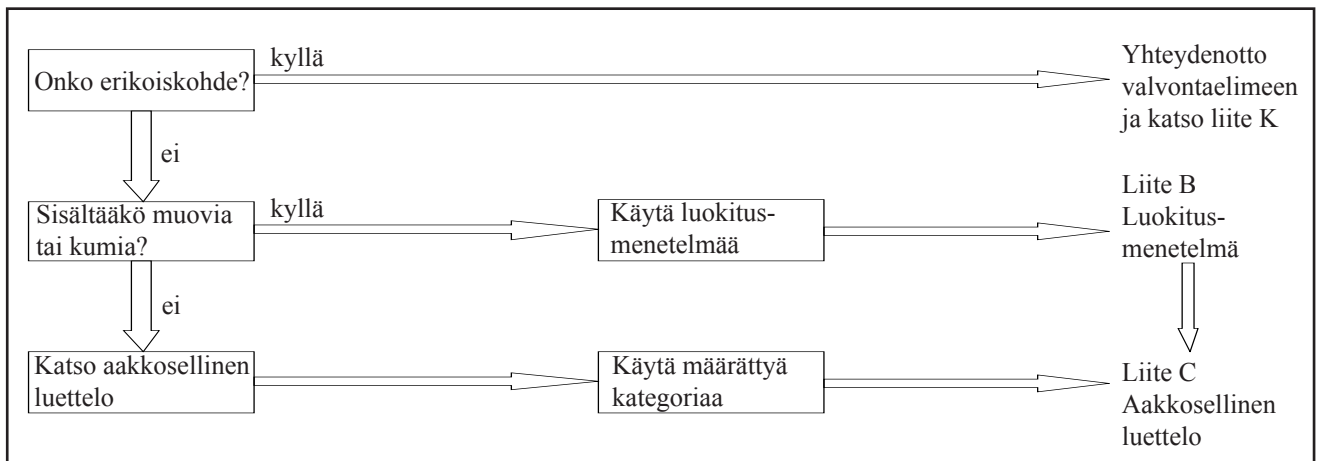 Onko erikoiskohde?
kyllä
Yhteydenotto
valvontaelimeen
ja katso liite K
ei
Sisältääkö muovia
tai kumia?
kyllä
Käytä luokitus-
menetelmää
Liite B
Luokitus-
menetelmä
ei
Katso aakkosellinen
luettelo
Käytä määrättyä
kategoriaa
Liite C
Aakkosellinen
luettelo